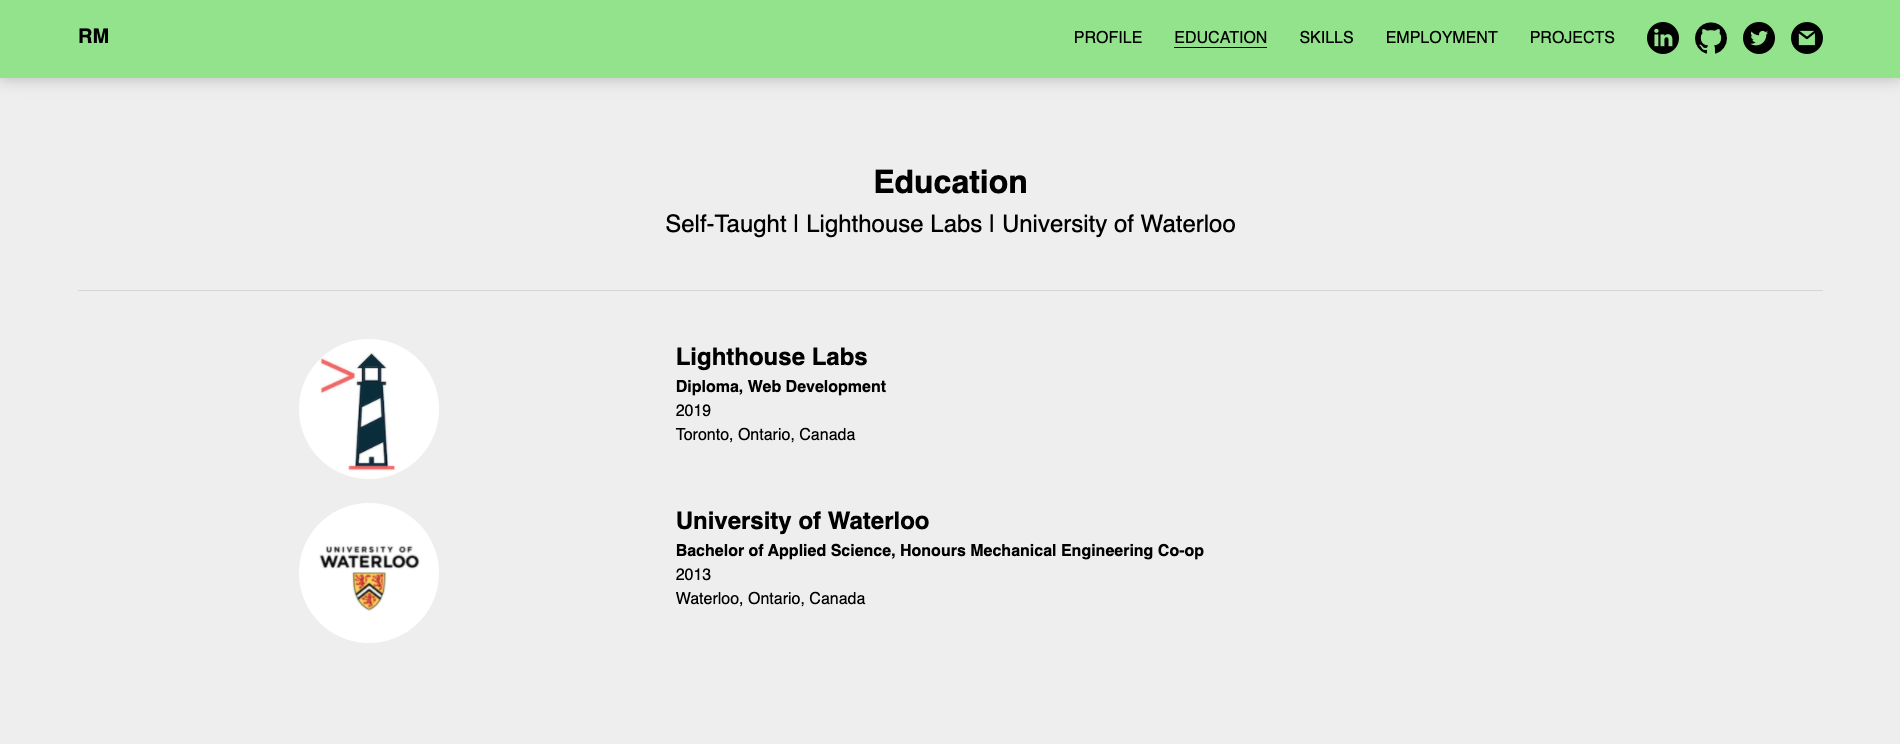 RM
PROFILE EDUCATION SKILLS EMPLOYMENT PROJECTS
Education
Self-Taught | Lighthouse Labs | University of Waterloo
Lighthouse Labs
Diploma, Web Development
2019
Toronto, Ontario, Canada
UNIVERSITY OF
WATERLOO
University of Waterloo
Bachelor of Applied Science, Honours Mechanical Engineering Co-op
2013
Waterloo, Ontario, Canada